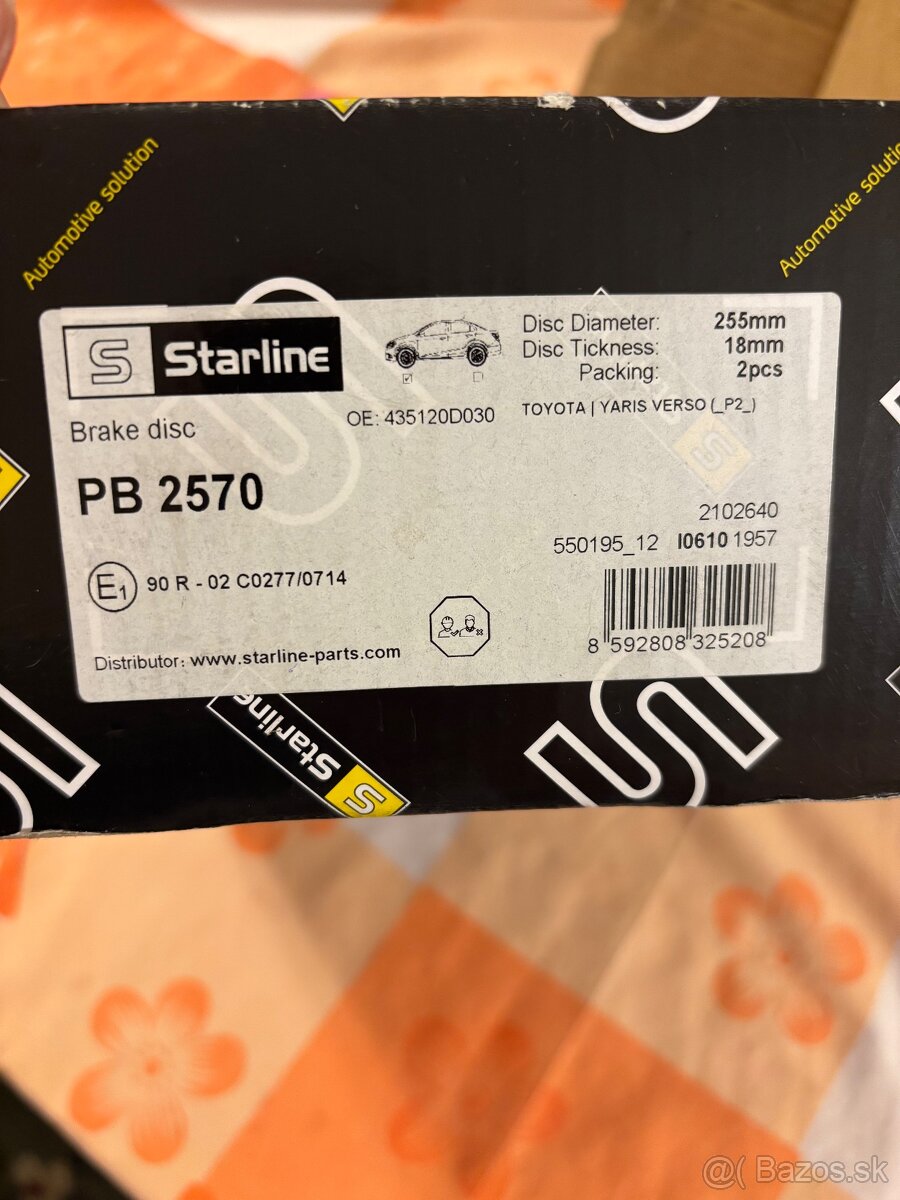 Automotive solution
Automotive solution
S Starline
Disc Diameter: 255mm
Disc Tickness: 18mm
Packing: 2pcs
OE: 435120D030
TOYOTA | YARIS VERSO (_P2_)
Brake disc
PB 2570
2102640
550195_12 I0610 1957
E1 90 R - 02 C0277/0714
8 592808 325208
Distributor: www.starline-parts.com
Starline S
@( Bazos.sk